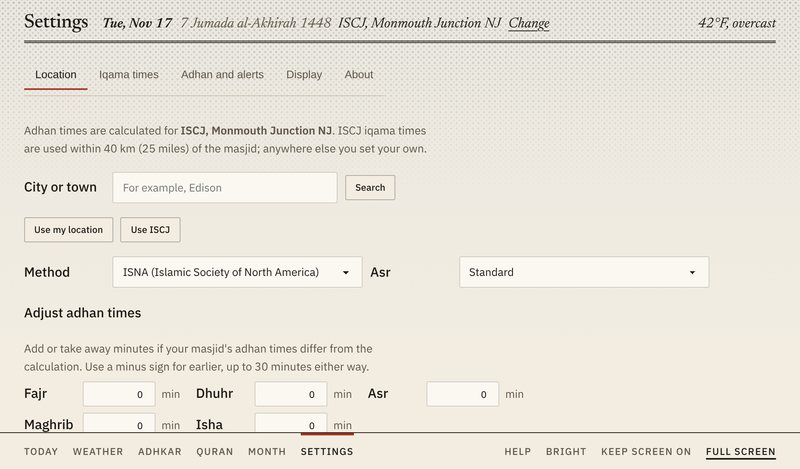 Settings Tue, Nov 17 7 Jumada al-Akhirah 1448 ISCJ, Monmouth Junction NJ Change 42°F, overcast
Location Iqama times Adhan and alerts Display About
Adhan times are calculated for ISCJ, Monmouth Junction NJ. ISCJ iqama times
are used within 40 km (25 miles) of the masjid; anywhere else you set your own.
City or town For example, Edison Search
Use my location Use ISCJ
Method ISNA (Islamic Society of North America) Asr Standard
Adjust adhan times
Add or take away minutes if your masjid's adhan times differ from the
calculation. Use a minus sign for earlier, up to 30 minutes either way.
Fajr 0 min Dhuhr 0 min Asr 0 min
Maghrib 0 min Isha 0 min
TODAY WEATHER ADHKAR QURAN MONTH SETTINGS HELP BRIGHT KEEP SCREEN ON FULL SCREEN